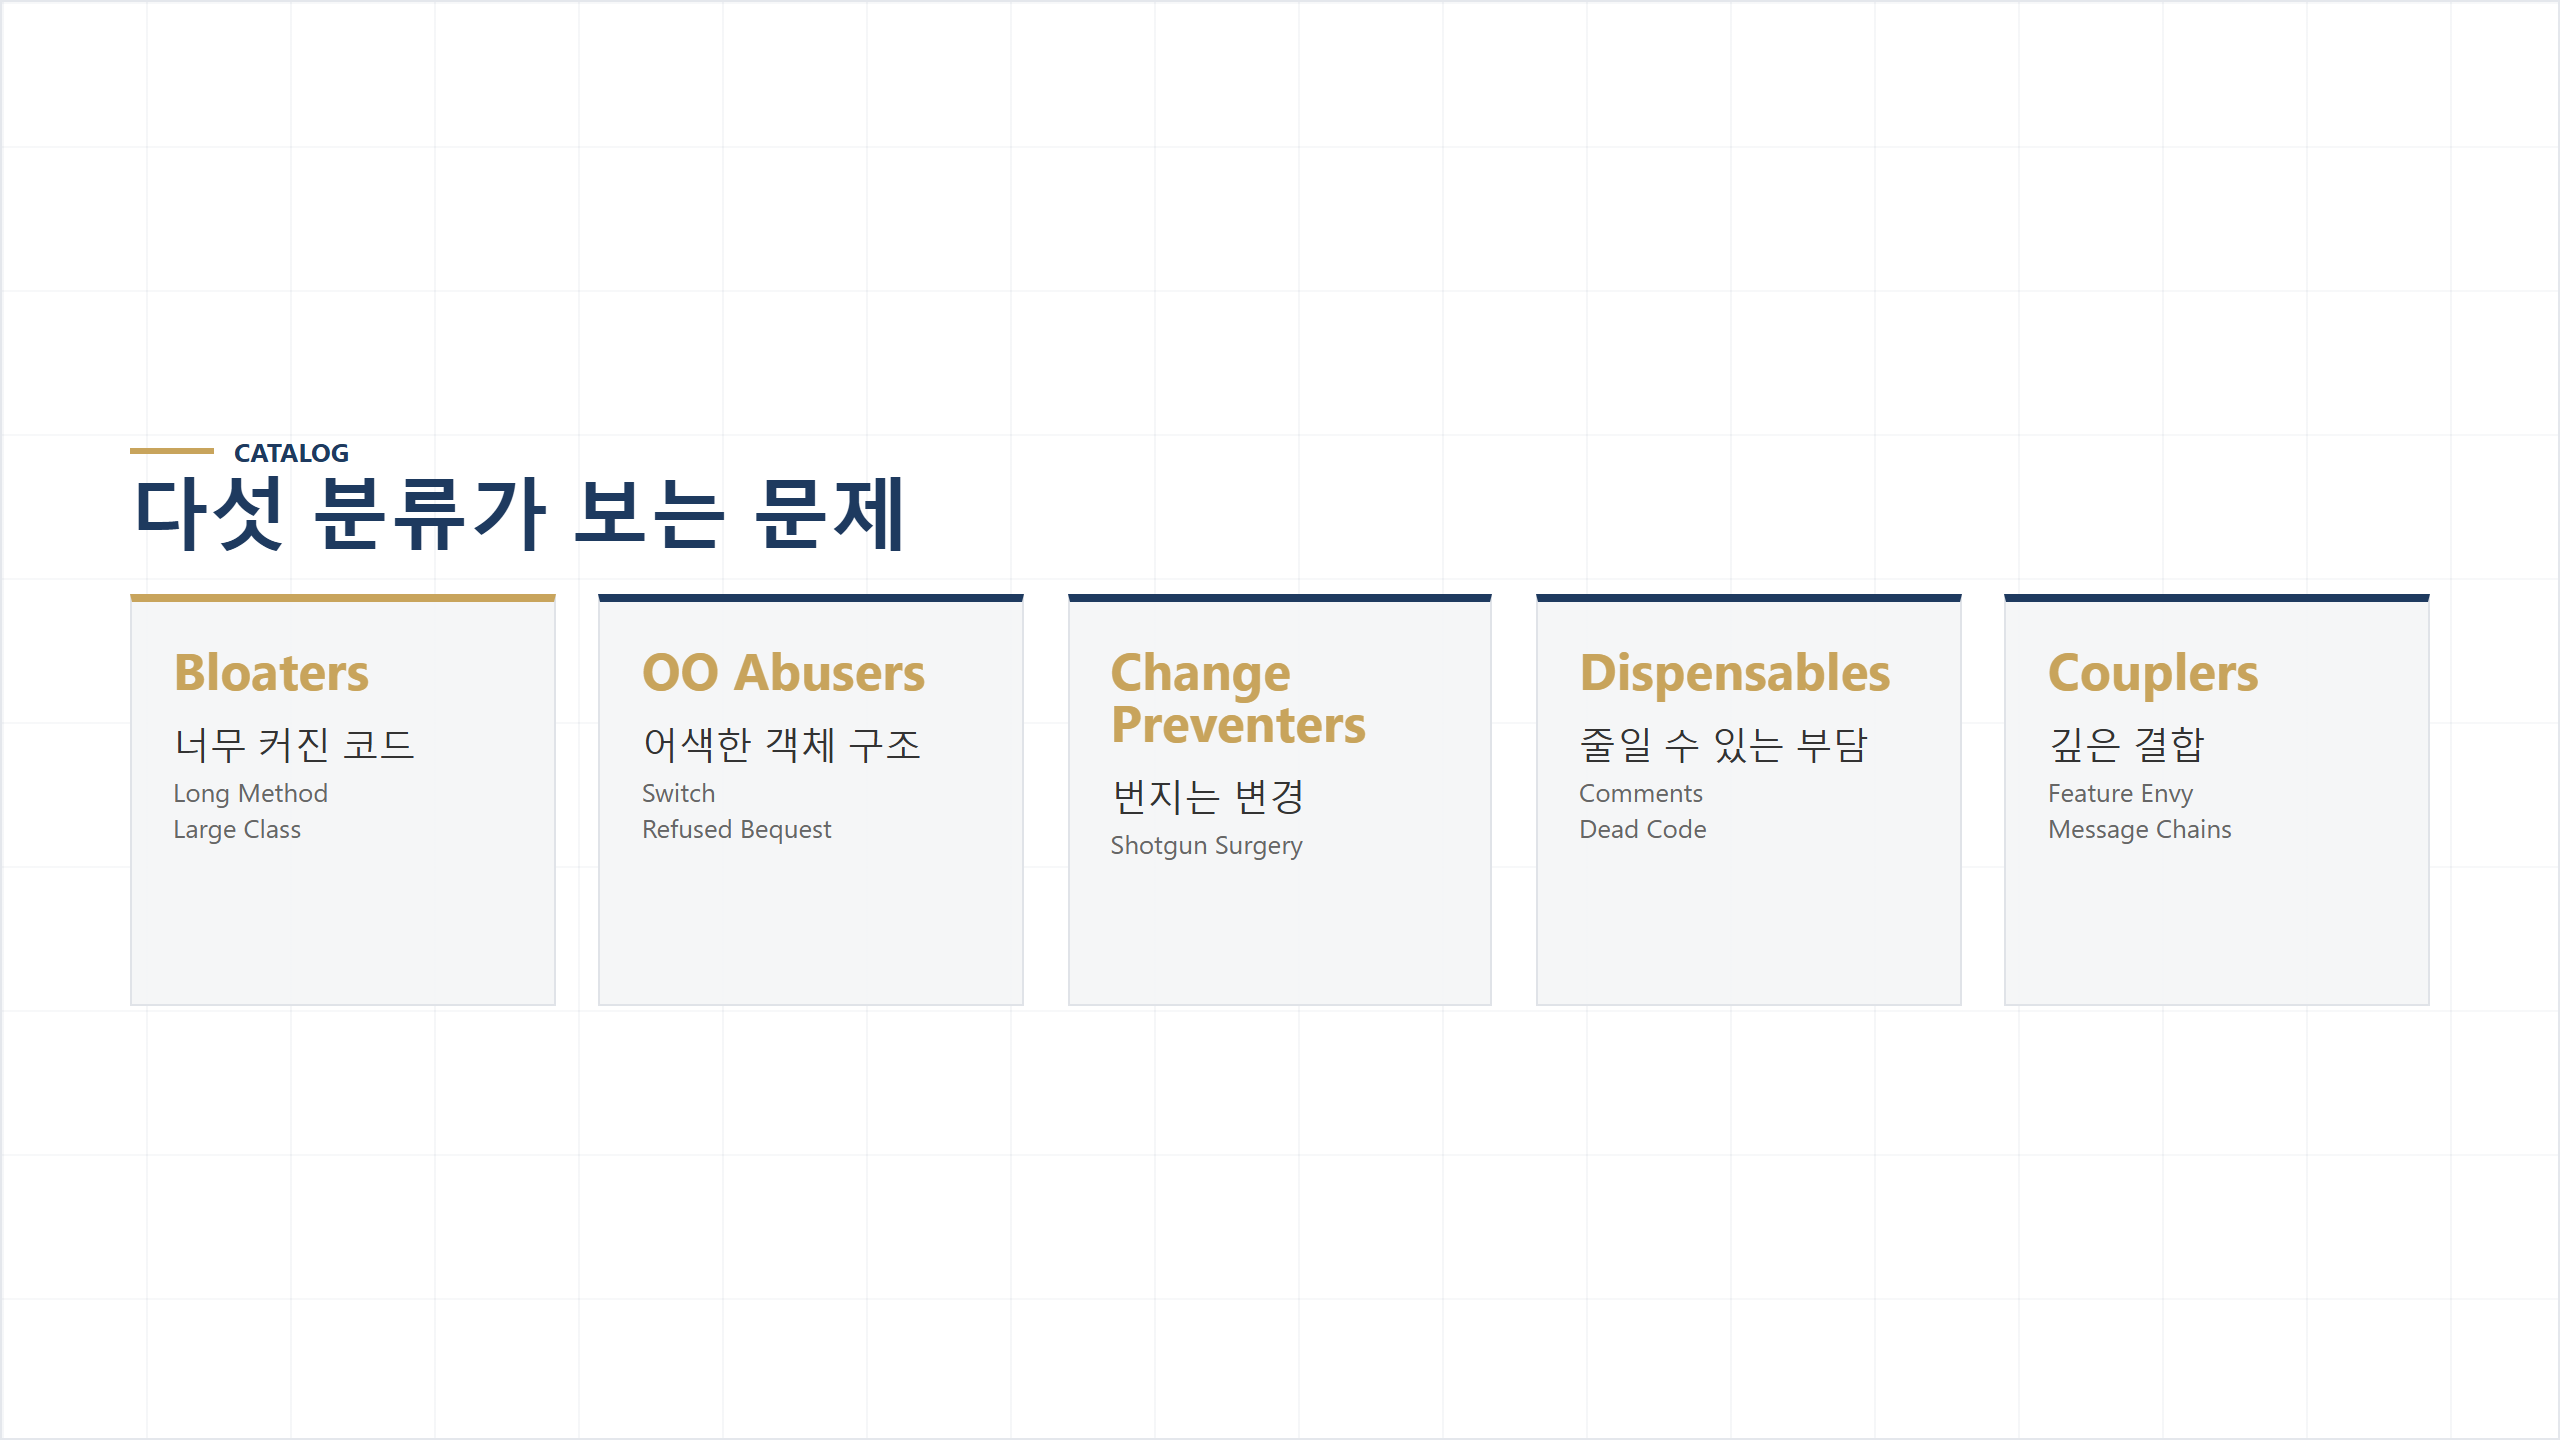 CATALOG
다섯 분류가 보는 문제
Bloaters
너무 커진 코드
Long Method
Large Class
OO Abusers
어색한 객체 구조
Switch
Refused Bequest
Change
Preventers
번지는 변경
Shotgun Surgery
Dispensables
줄일 수 있는 부담
Comments
Dead Code
Couplers
깊은 결합
Feature Envy
Message Chains